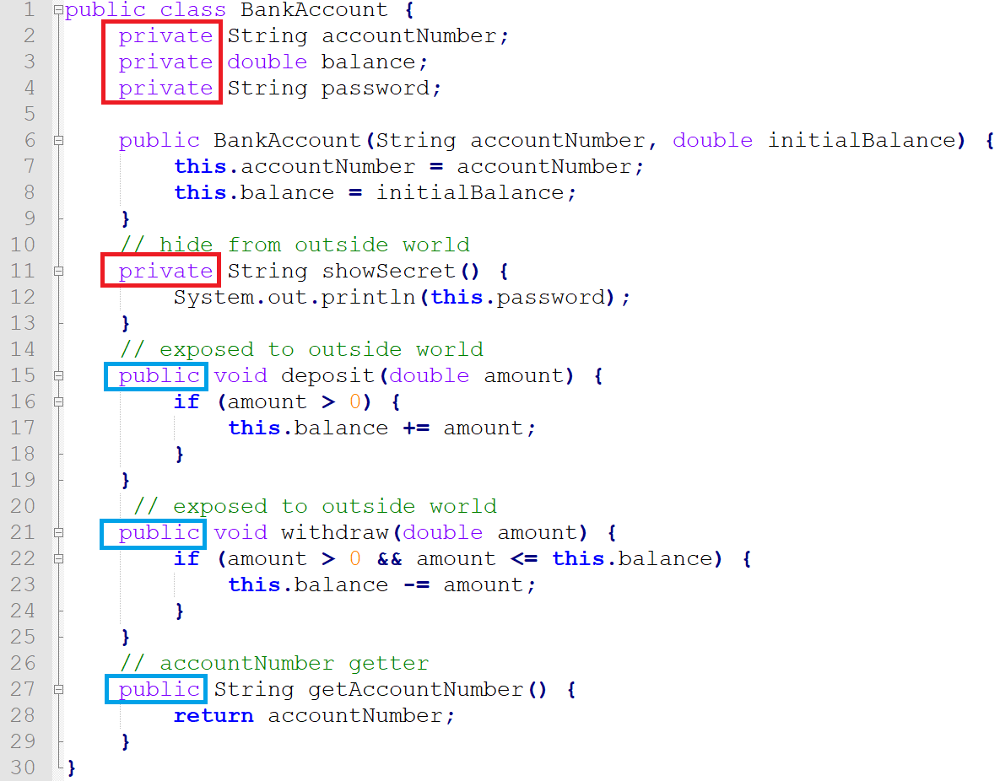 1 public class BankAccount {
2 private String accountNumber;
3 private double balance;
4 private String password;
5
6 public BankAccount(String accountNumber, double initialBalance) {
7 this.accountNumber = accountNumber;
8 this.balance = initialBalance;
9 }
10 // hide from outside world
11 private String showSecret() {
12 System.out.println(this.password);
13 }
14 // exposed to outside world
15 public void deposit(double amount) {
16 if (amount > 0) {
17 this.balance += amount;
18 }
19 }
20 // exposed to outside world
21 public void withdraw(double amount) {
22 if (amount > 0 && amount <= this.balance) {
23 this.balance -= amount;
24 }
25 }
26 // accountNumber getter
27 public String getAccountNumber() {
28 return accountNumber;
29 }
30 }